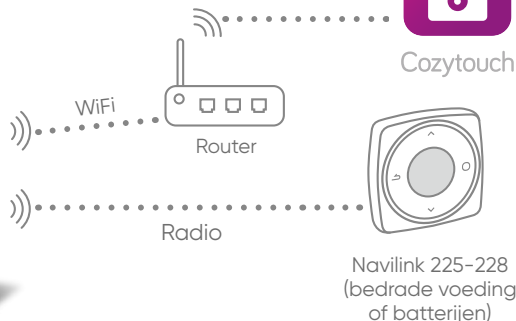 Cozytouch
WiFi
Router
Radio
Navilink 225-228
(bedrade voeding
of batterijen)